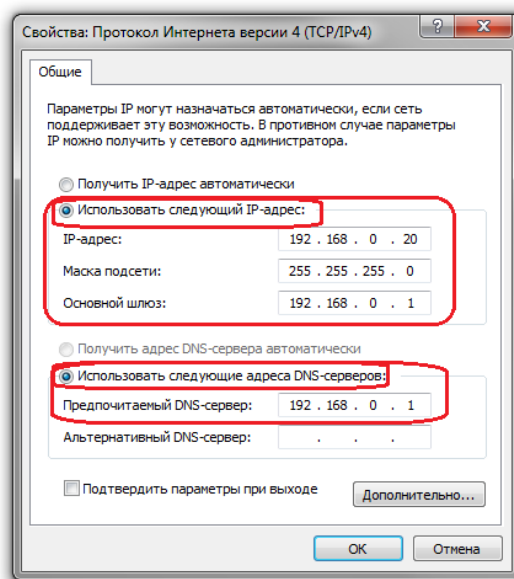 Свойства: Протокол Интернета версии 4 (TCP/IPv4)
Общие
Параметры IP могут назначаться автоматически, если сеть
поддерживает эту возможность. В противном случае параметры
IP можно получить у сетевого администратора.
Получить IP-адрес автоматически
Использовать следующий IP-адрес:
IP-адрес: 192 . 168 . 0 . 20
Маска подсети: 255 . 255 . 255 . 0
Основной шлюз: 192 . 168 . 0 . 1
Получить адрес DNS-сервера автоматически
Использовать следующие адреса DNS-серверов:
Предпочитаемый DNS-сервер: 192 . 168 . 0 . 1
Альтернативный DNS-сервер: . . .
Подтвердить параметры при выходе
Дополнительно...
OK Отмена